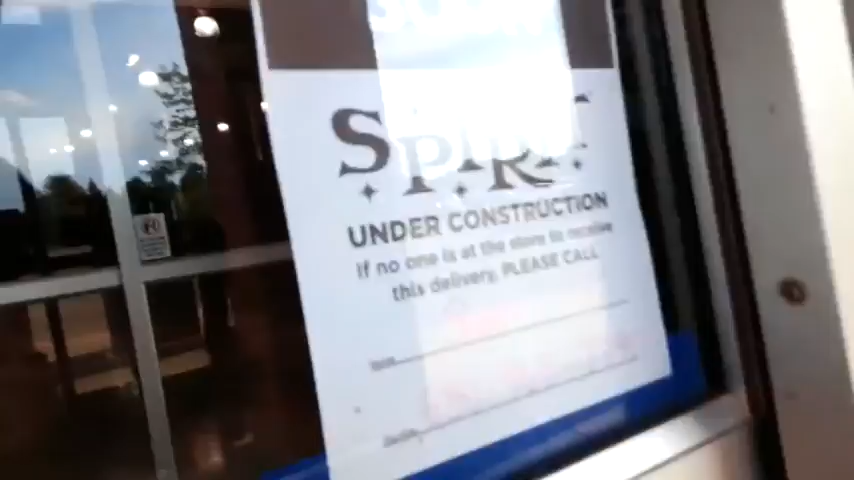 SPIRIT
UNDER CONSTRUCTION
If no one is at the store to receive
this delivery, PLEASE CALL